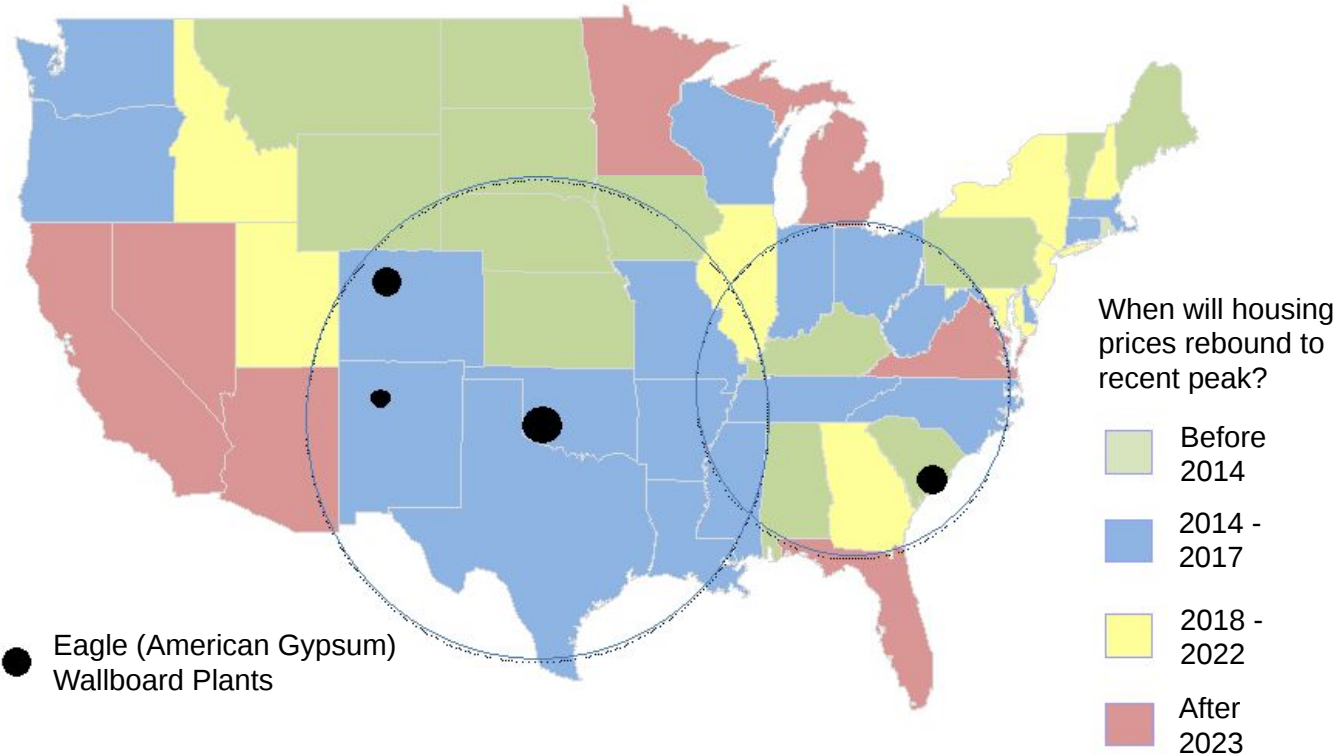 When will housing
prices rebound to
recent peak?
Before
2014
2014 -
2017
2018 -
2022
After
2023
Eagle (American Gypsum)
Wallboard Plants